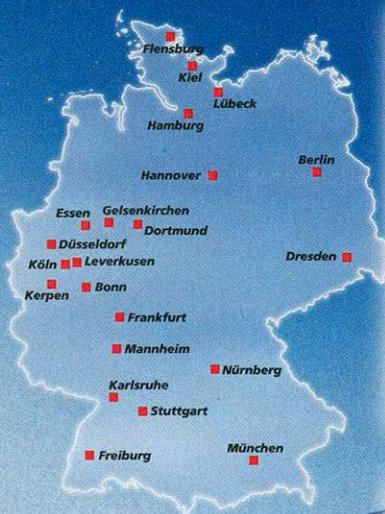 Flensburg
Kiel
Lübeck
Hamburg
Berlin
Hannover
Essen
Gelsenkirchen
Dortmund
Düsseldorf
Dresden
Köln
Leverkusen
Kerpen
Bonn
Frankfurt
Mannheim
Nürnberg
Karlsruhe
Stuttgart
Freiburg
München